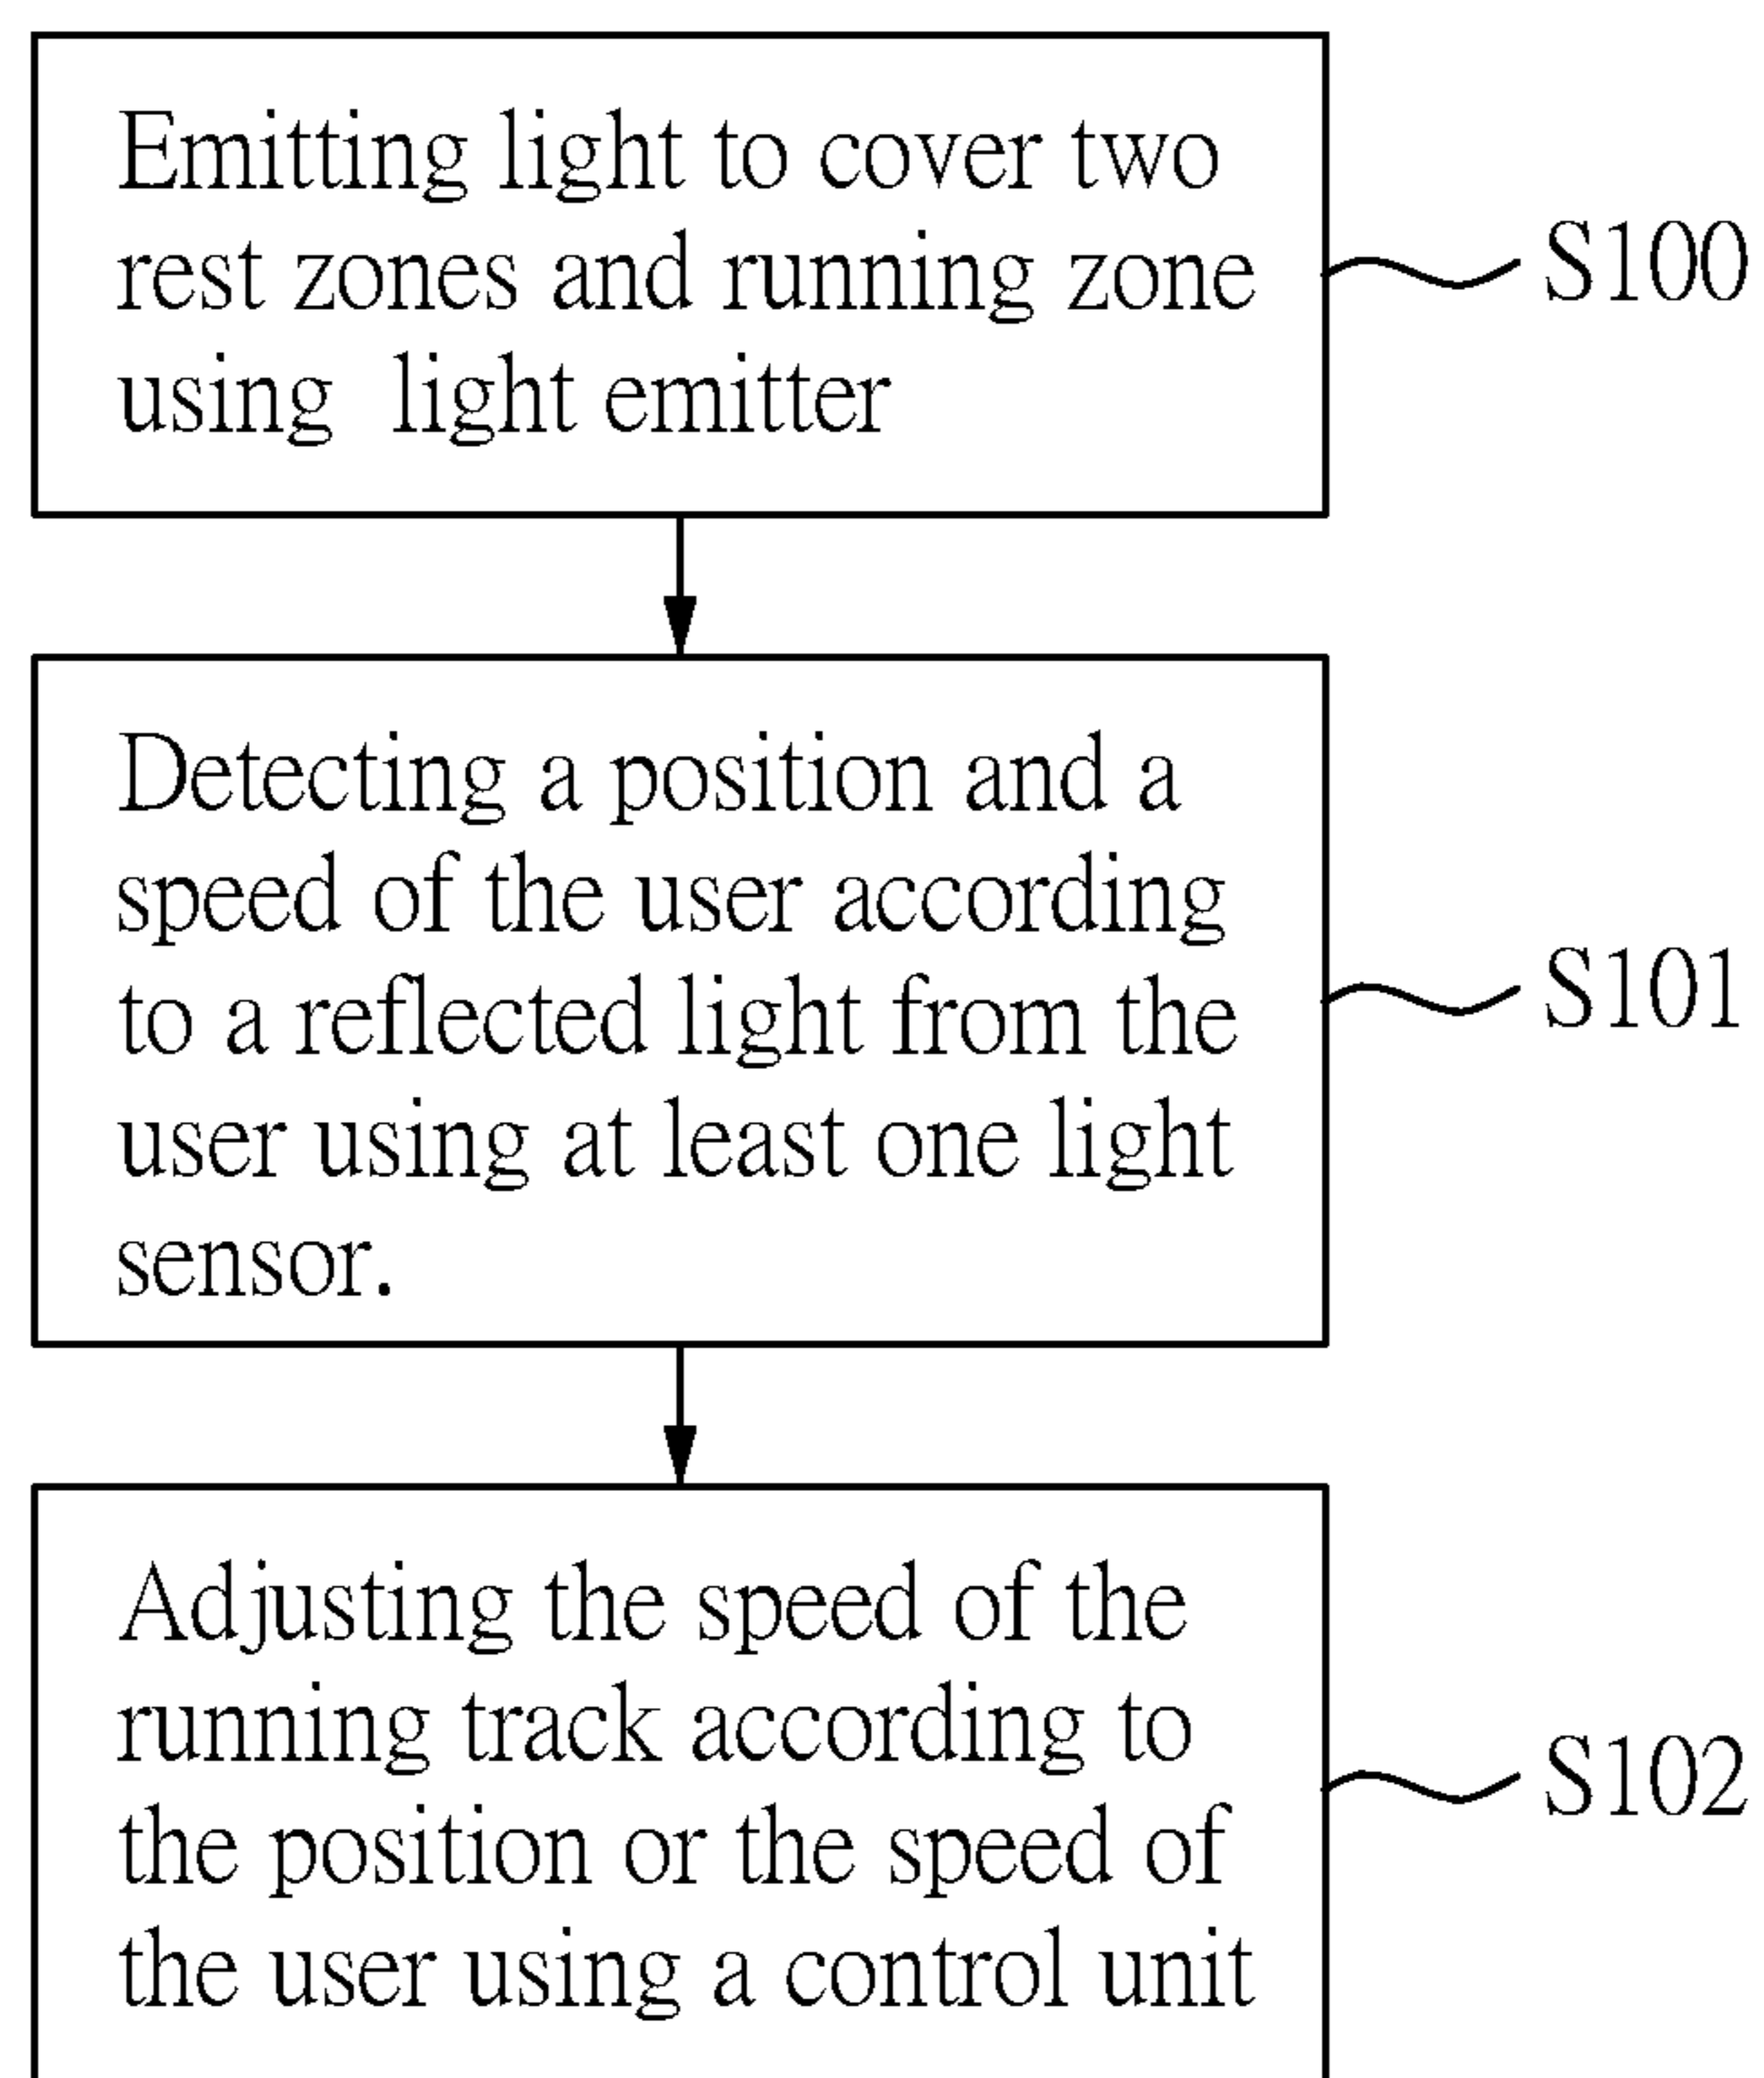 Emitting light to cover two
rest zones and running zone
using light emitter
S100
Detecting a position and a
speed of the user according
to a reflected light from the
user using at least one light
sensor.
S101
Adjusting the speed of the
running track according to
the position or the speed of
the user using a control unit
S102